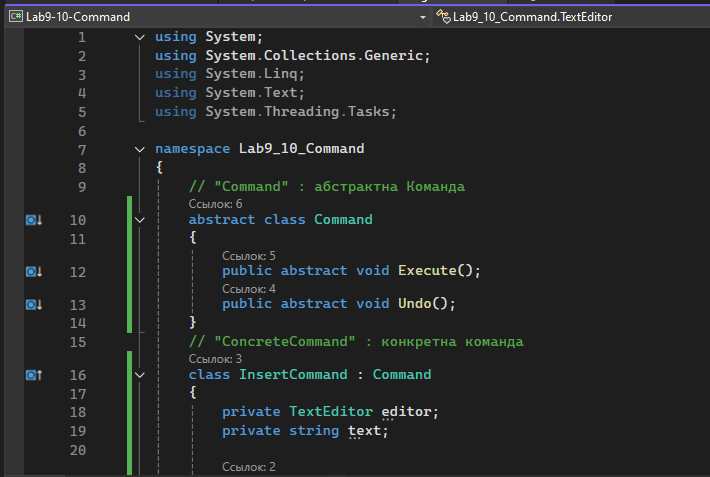 Lab9-10-Command Lab9_10_Command.TextEditor
1 using System;
2 using System.Collections.Generic;
3 using System.Linq;
4 using System.Text;
5 using System.Threading.Tasks;
6
7 namespace Lab9_10_Command
8 {
9 // "Command" : абстрактна Команда
Ссылок: 6
10 abstract class Command
11 {
Ссылок: 5
12 public abstract void Execute();
Ссылок: 4
13 public abstract void Undo();
14 }
15 // "ConcreteCommand" : конкретна команда
Ссылок: 3
16 class InsertCommand : Command
17 {
18 private TextEditor editor;
19 private string text;
20
Ссылок: 2